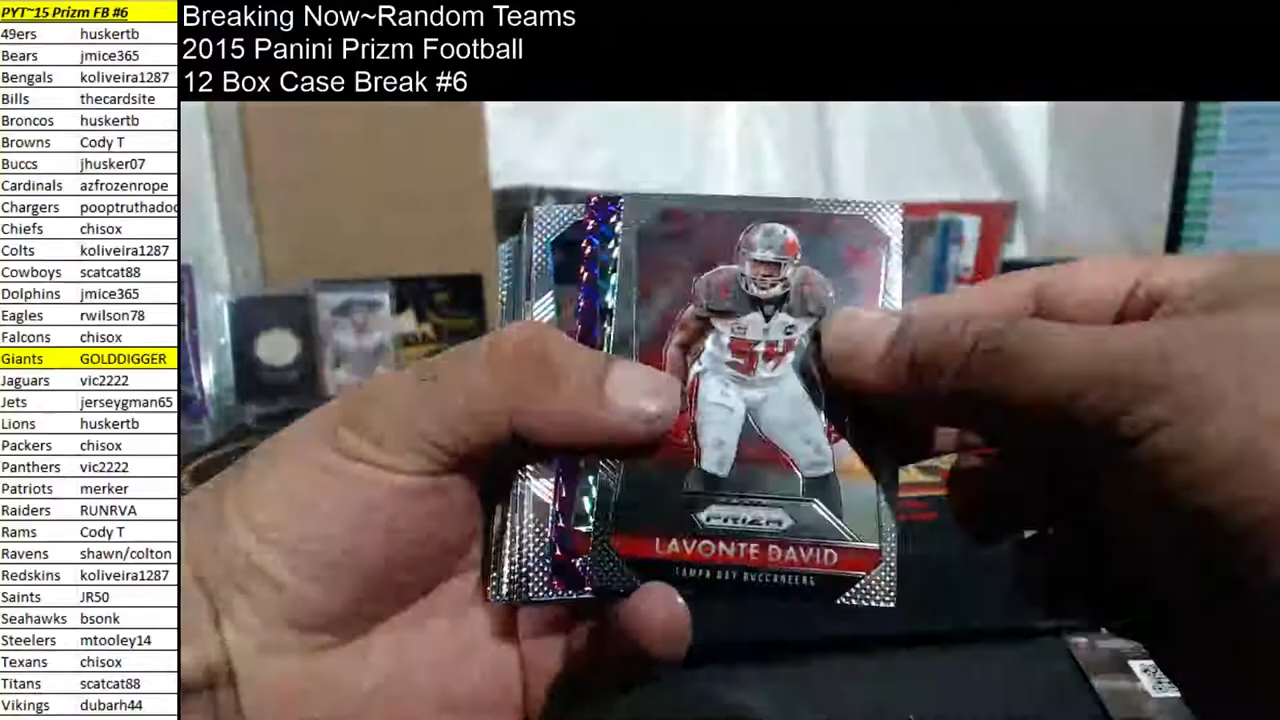 PYT~15 Prizm FB #6
49ers huskertb
Bears jmice365
Bengals koliveira1287
Bills thecardsite
Broncos huskertb
Browns Cody T
Buccs jhusker07
Cardinals azfrozenrope
Chargers pooptruthadoc
Chiefs chisox
Colts koliveira1287
Cowboys scatcat88
Dolphins jmice365
Eagles rwilson78
Falcons chisox
Giants GOLDDIGGER
Jaguars vic2222
Jets jerseygman65
Lions huskertb
Packers chisox
Panthers vic2222
Patriots merker
Raiders RUNRVA
Rams Cody T
Ravens shawn/colton
Redskins koliveira1287
Saints JR50
Seahawks bsonk
Steelers mtooley14
Texans chisox
Titans scatcat88
Vikings dubarh44
Breaking Now~Random Teams
2015 Panini Prizm Football
12 Box Case Break #6
54
PRIZM
LAVONTE DAVID
TAMPA BAY BUCCANEERS